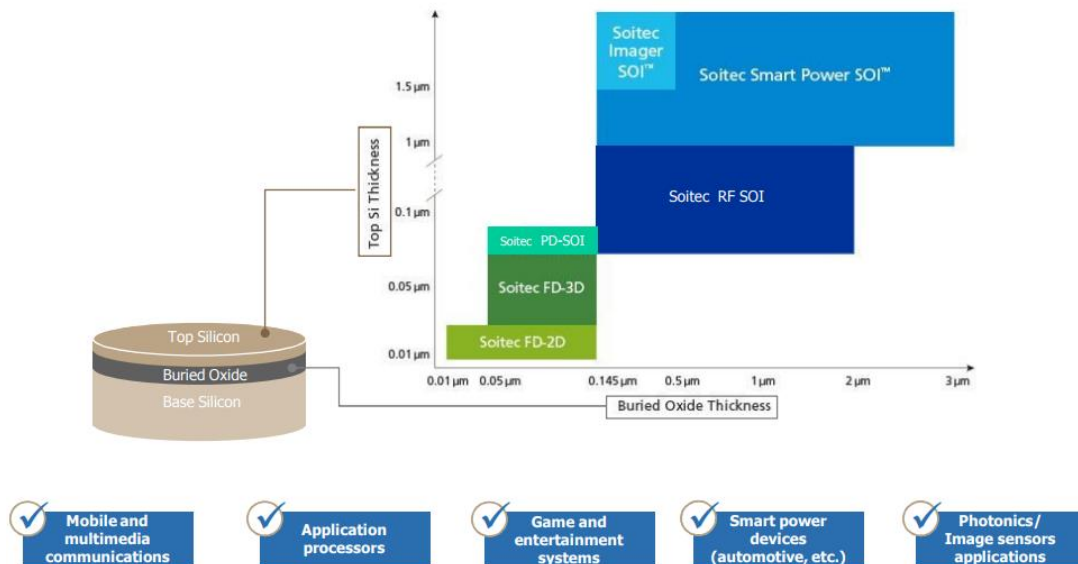 Soitec
Imager
SOI™
Soitec Smart Power SOI™
1.5 µm
1 µm
Top Si Thickness
Soitec RF SOI
0.1 µm
Soitec PD-SOI
Soitec FD-3D
0.05 µm
Soitec FD-2D
0.01 µm
0.01 µm 0.05 µm 0.145 µm 0.5 µm 1 µm 2 µm 3 µm
Buried Oxide Thickness
Top Silicon
Buried Oxide
Base Silicon
Mobile and
multimedia
communications
Application
processors
Game and
entertainment
systems
Smart power
devices
(automotive, etc.)
Photonics/
Image sensors
applications